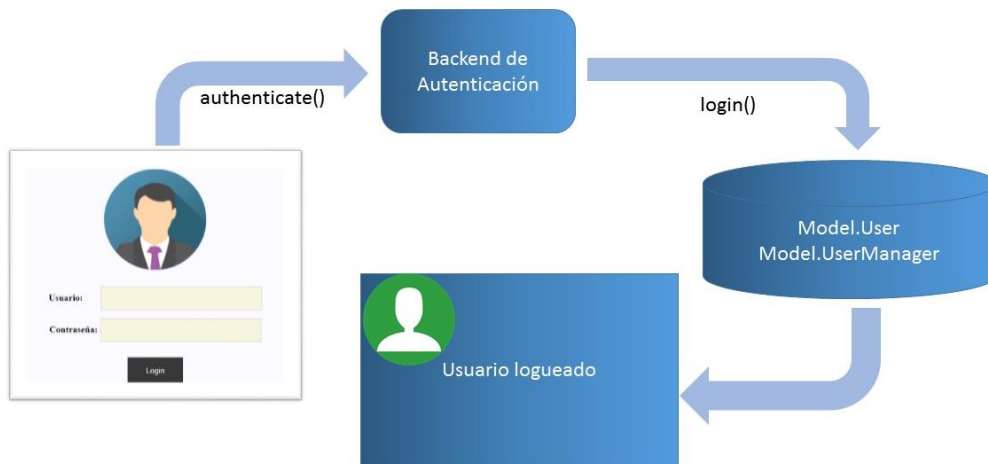 authenticate()
Backend de
Autenticación
login()
Model.User
Model.UserManager
Usuario:
Contraseña:
Login
Usuario logueado